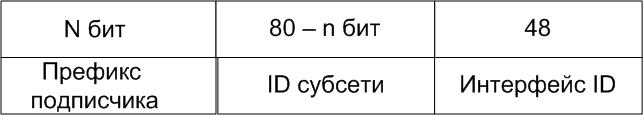 N бит 80 – n бит 48
Префикс подписчика ID субсети Интерфейс ID